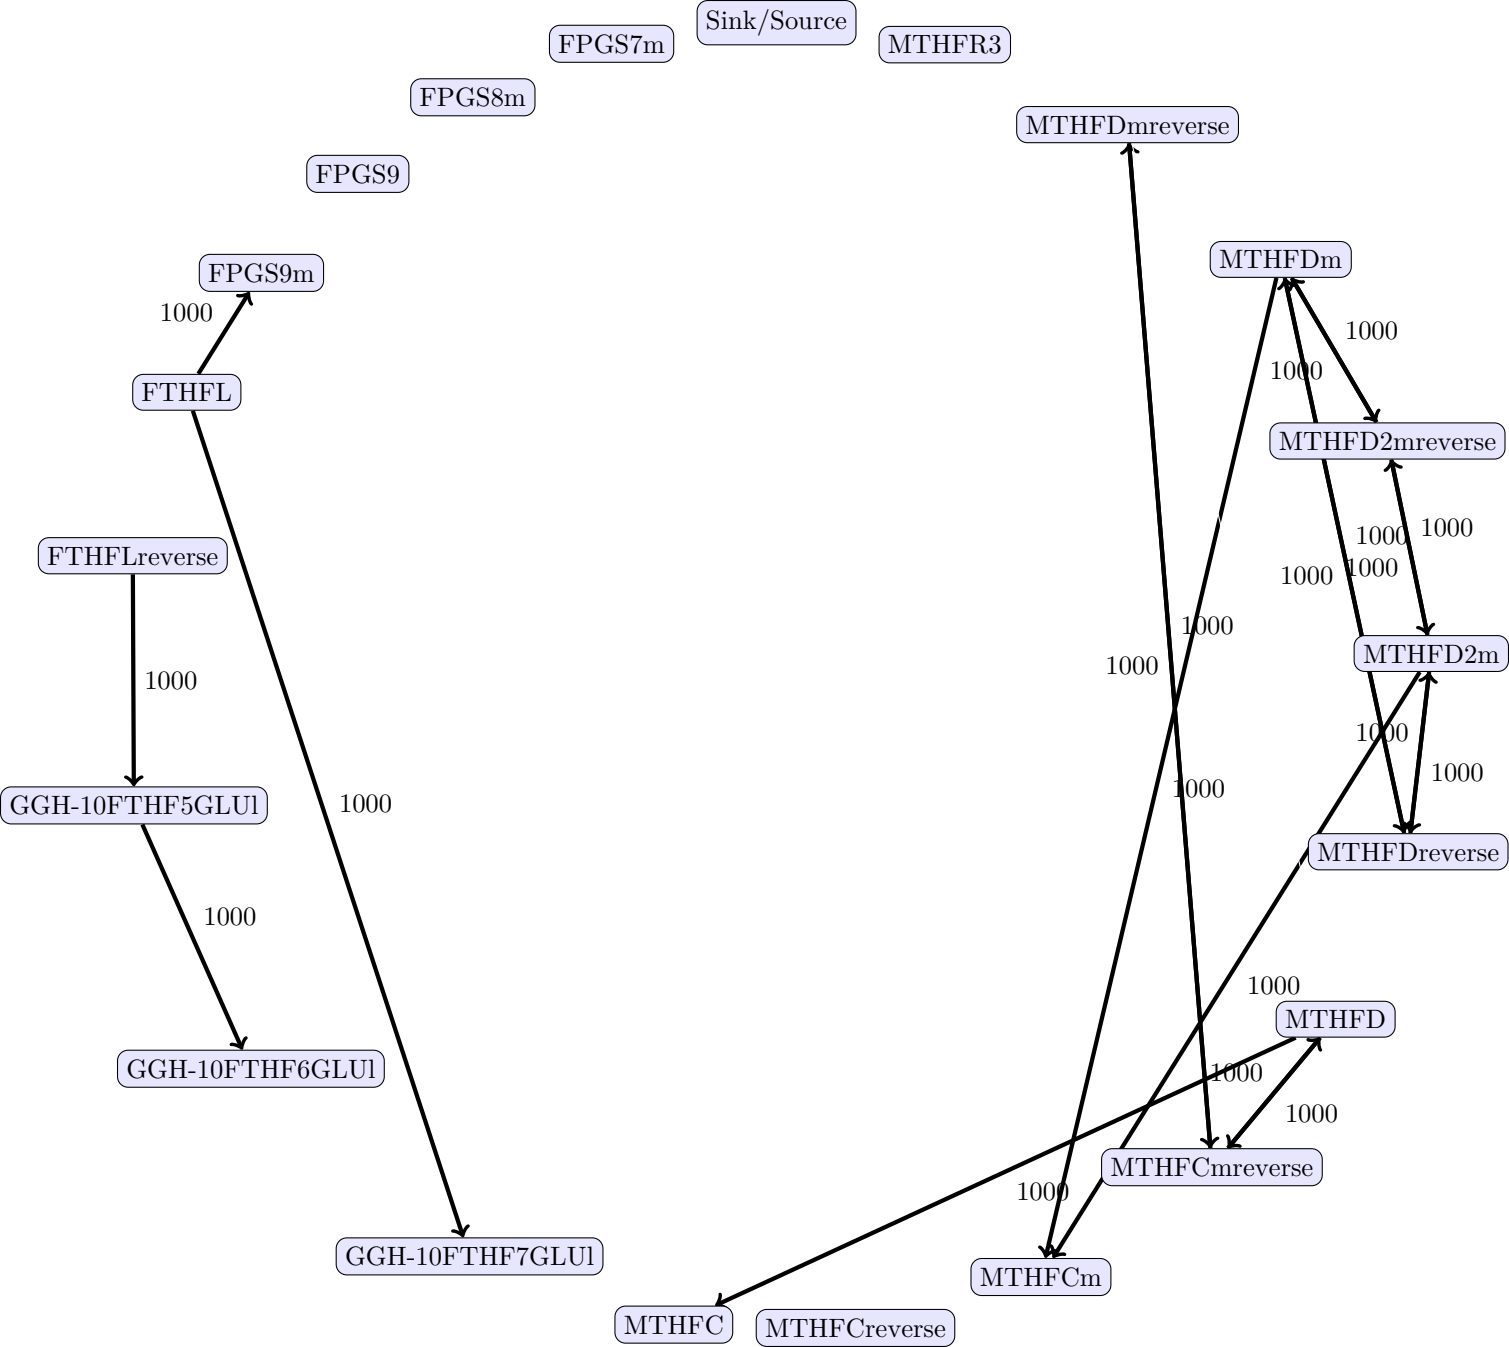 Sink/Source
FPGS7m
MTHFR3
FPGS8m
MTHFDmreverse
FPGS9
MTHFDm
FPGS9m
1000
1000
1000
FTHFL
MTHFD2mreverse
1000
1000
FTHFLreverse
1000
1000
1000
MTHFD2m
1000
1000
1000
1000
1000
GGH-10FTHF5GLUl
1000
MTHFDreverse
1000
1000
MTHFD
GGH-10FTHF6GLUl
1000
1000
MTHFCmreverse
1000
GGH-10FTHF7GLUl
MTHFCm
MTHFC
MTHFCreverse